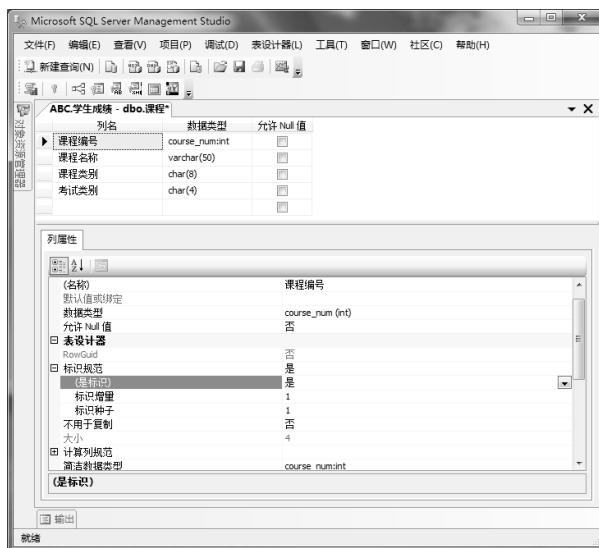 Microsoft SQL Server Management Studio
文件(F) 编辑(E) 查看(V) 项目(P) 调试(D) 表设计器(L) 工具(T) 窗口(W) 社区(C) 帮助(H)
新建查询(N)
ABC.学生成绩 - dbo.课程*
对象资源管理器
列名 数据类型 允许 Null 值
课程编号 course_num:int
课程名称 varchar(50)
课程类别 char(8)
考试类别 char(4)
列属性
(名称) 课程编号
默认值或绑定
数据类型 course_num (int)
允许 Null 值 否
表设计器
RowGuid 否
标识规范 是
(是标识) 是
标识增量 1
标识种子 1
不用于复制 否
大小 4
计算列规范
简洁数据类型 course_num:int
(是标识)
输出
就绪